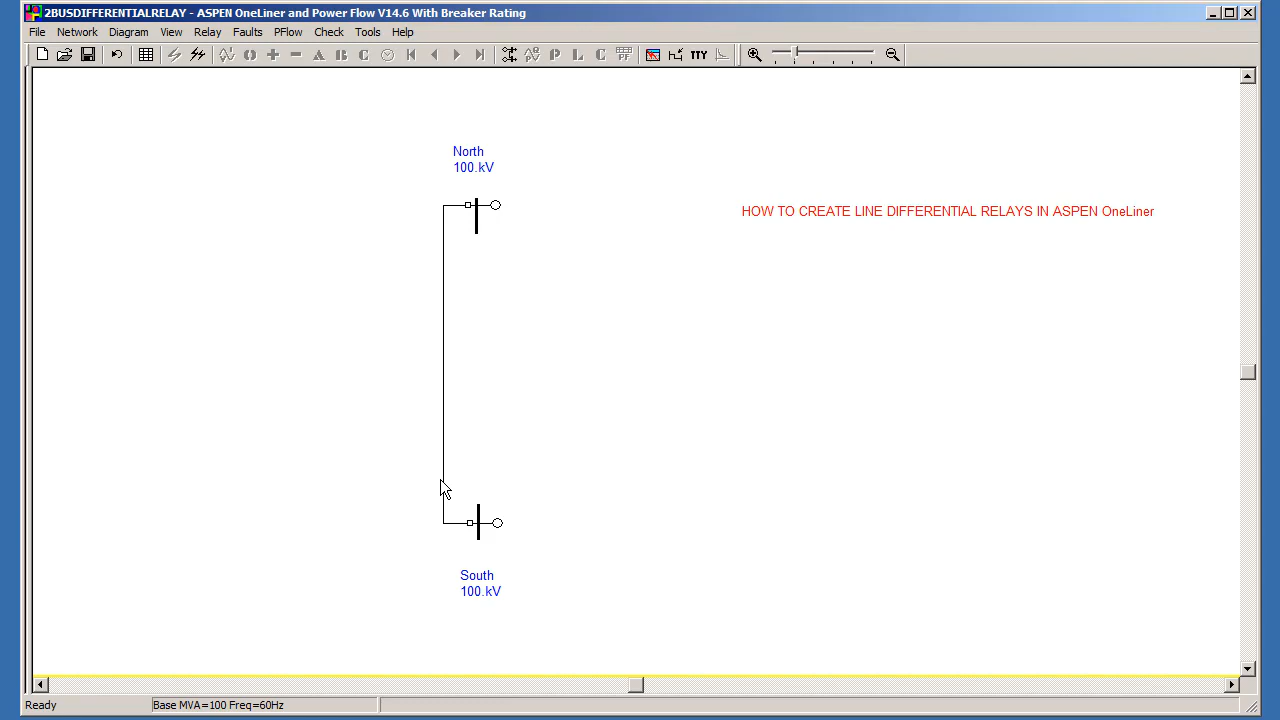 2BUSDIFFERENTIALRELAY - ASPEN OneLiner and Power Flow V14.6 With Breaker Rating
File Network Diagram View Relay Faults PFlow Check Tools Help
A B C P L C PF TTY
North
100.kV
HOW TO CREATE LINE DIFFERENTIAL RELAYS IN ASPEN OneLiner
South
100.kV
Ready Base MVA=100 Freq=60Hz